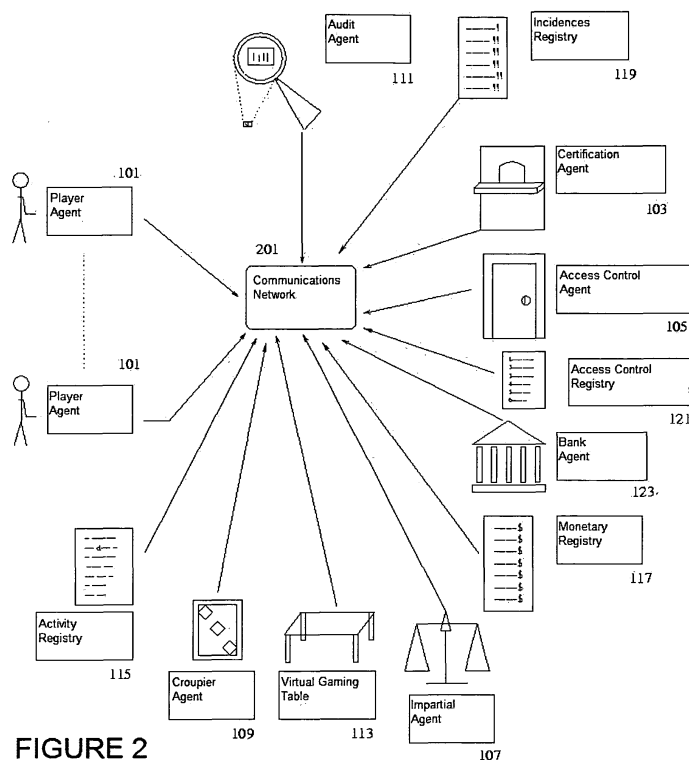 Audit
Agent
111
Incidences
Registry
119
Certification
Agent
103
101
Player
Agent
201
Communications
Network
Access Control
Agent
105
101
Player
Agent
Access Control
Registry
121
Bank
Agent
123
Monetary
Registry
117
Activity
Registry
115
Croupier
Agent
109
Virtual Gaming
Table
113
Impartial
Agent
107
FIGURE 2